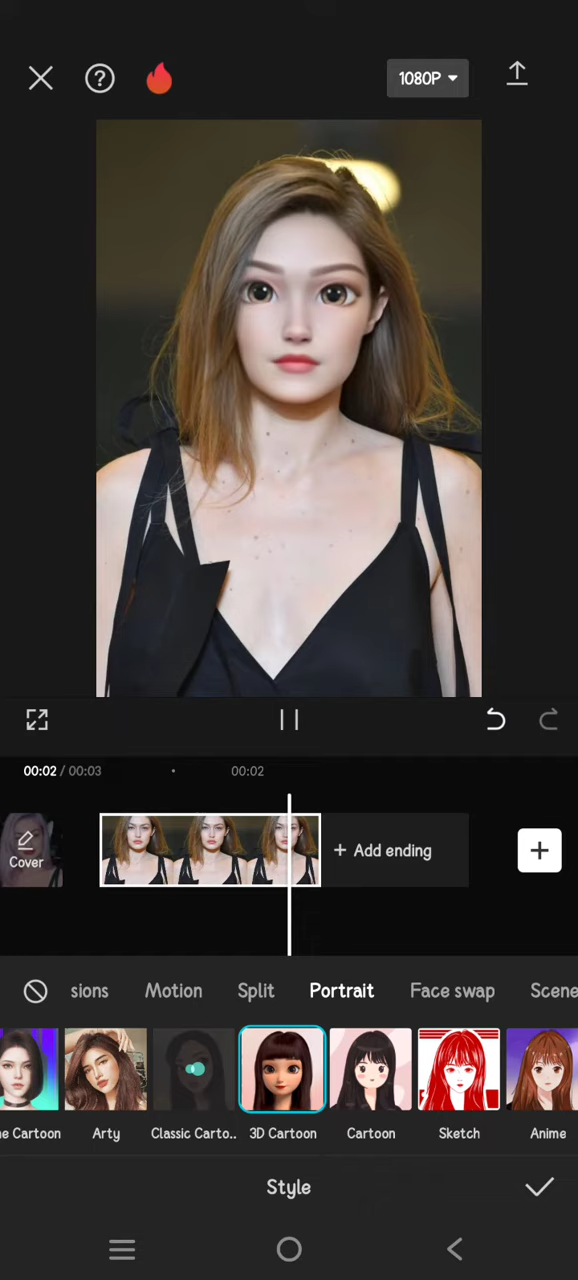 ?
1080P
00:02 / 00:03
00:02
Cover
+ Add ending
+
sions Motion Split Portrait Face swap Scene
e Cartoon Arty Classic Carto.. 3D Cartoon Cartoon Sketch Anime
Style